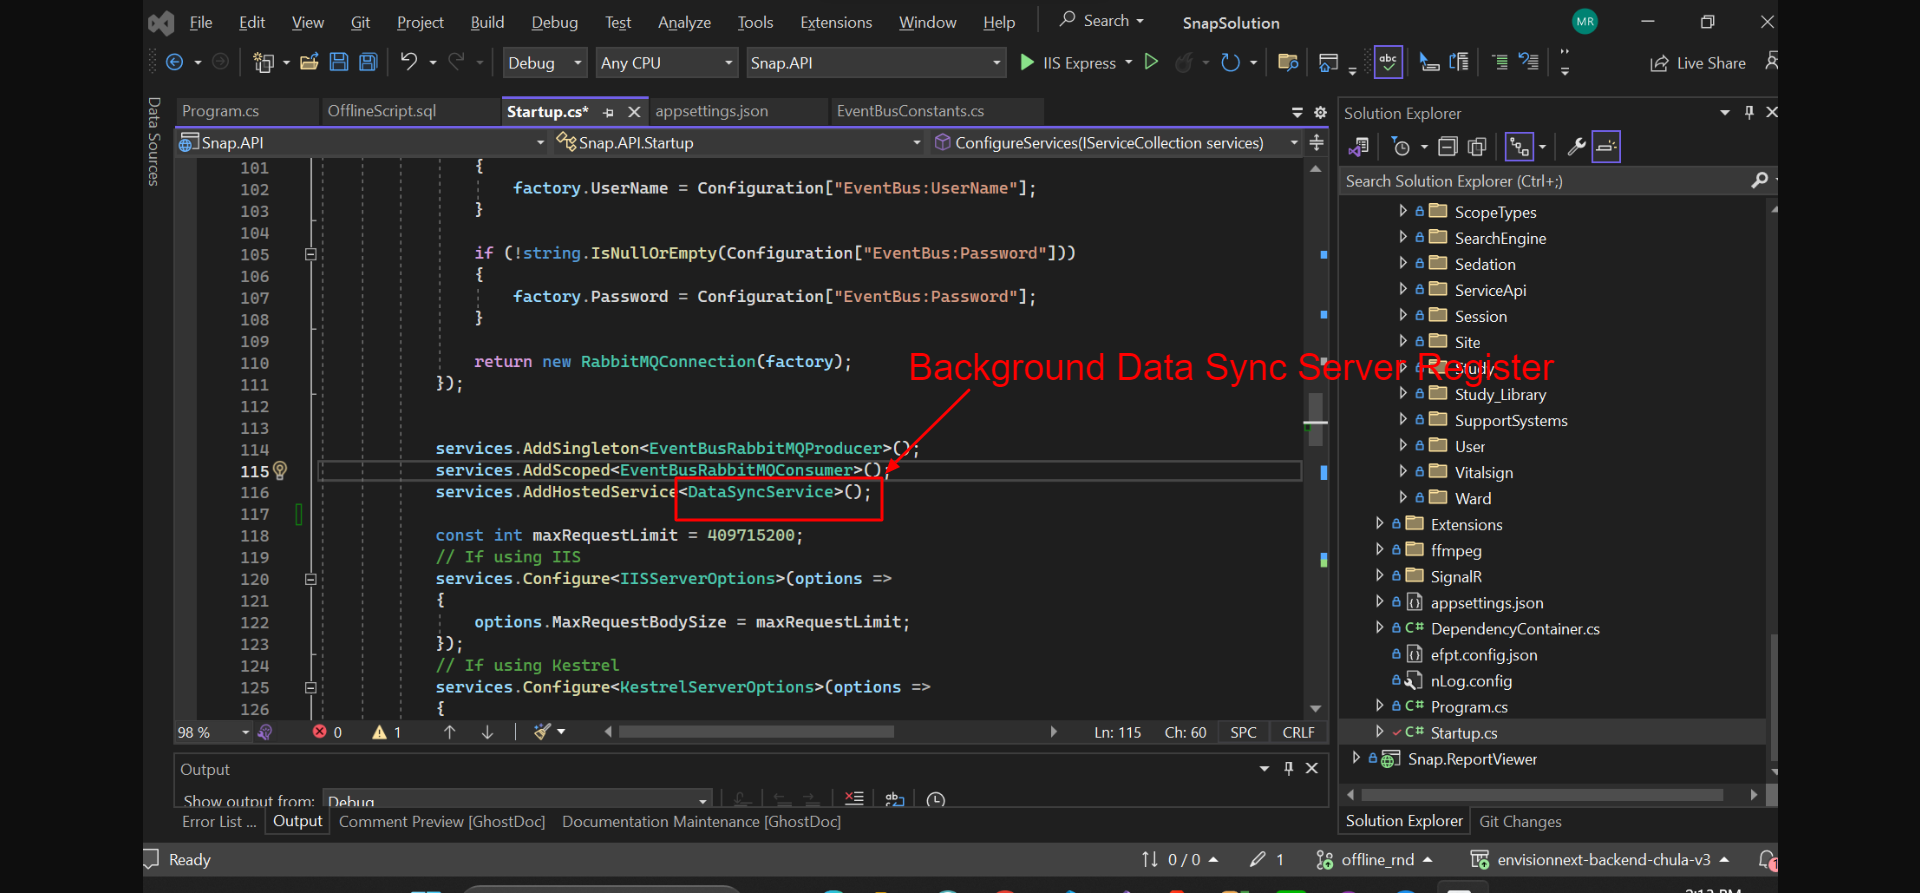 File Edit View Git Project Build Debug Test Analyze Tools Extensions Window Help Search SnapSolution MR
Debug Any CPU Snap.API IIS Express abc Live Share
Data Sources
Program.cs OfflineScript.sql Startup.cs* appsettings.json EventBusConstants.cs
Snap.API Snap.API.Startup ConfigureServices(IServiceCollection services)
101 {
102 factory.UserName = Configuration["EventBus:UserName"];
103 }
104
105 if (!string.IsNullOrEmpty(Configuration["EventBus:Password"]))
106 {
107 factory.Password = Configuration["EventBus:Password"];
108 }
109
110 return new RabbitMQConnection(factory);
111 });
112
113
114 services.AddSingleton<EventBusRabbitMQProducer>();
115 services.AddScoped<EventBusRabbitMQConsumer>();
116 services.AddHostedService<DataSyncService>();
117
118 const int maxRequestLimit = 409715200;
119 // If using IIS
120 services.Configure<IISServerOptions>(options =>
121 {
122 options.MaxRequestBodySize = maxRequestLimit;
123 });
124 // If using Kestrel
125 services.Configure<KestrelServerOptions>(options =>
126 {
Background Data Sync Server Register
98 % 0 1 Ln: 115 Ch: 60 SPC CRLF
Output
Show output from: Debug
Error List ... Output Comment Preview [GhostDoc] Documentation Maintenance [GhostDoc]
Solution Explorer
Search Solution Explorer (Ctrl+;)
ScopeTypes
SearchEngine
Sedation
ServiceApi
Session
Site
Study
Study_Library
SupportSystems
User
Vitalsign
Ward
Extensions
ffmpeg
SignalR
appsettings.json
C# DependencyContainer.cs
efpt.config.json
nLog.config
C# Program.cs
C# Startup.cs
Snap.ReportViewer
Solution Explorer Git Changes
Ready 0 / 0 1 offline_rnd envisionnext-backend-chula-v3 1